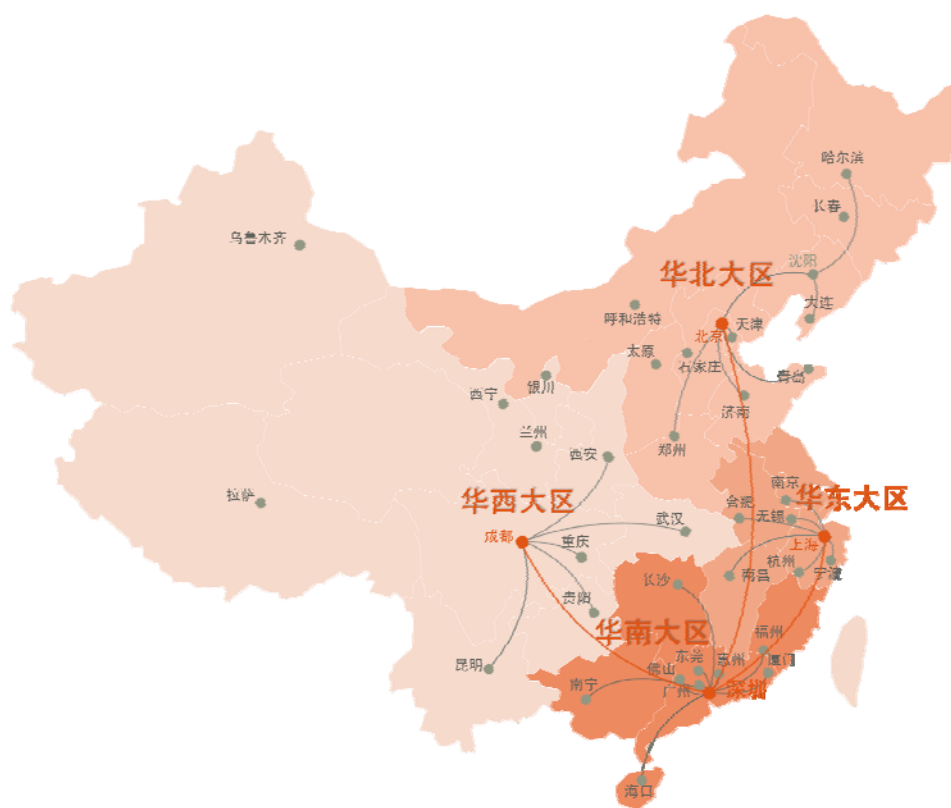 哈尔滨
长春
乌鲁木齐
沈阳
华北大区
大连
呼和浩特
北京
天津
太原
石家庄
青岛
银川
西宁
济南
兰州
郑州
西安
南京
拉萨
华西大区
华东大区
合肥
无锡
武汉
成都
重庆
上海
杭州
宁波
南昌
长沙
贵阳
华南大区
福州
东莞
惠州
厦门
昆明
佛山
南宁
广州
深圳
海口